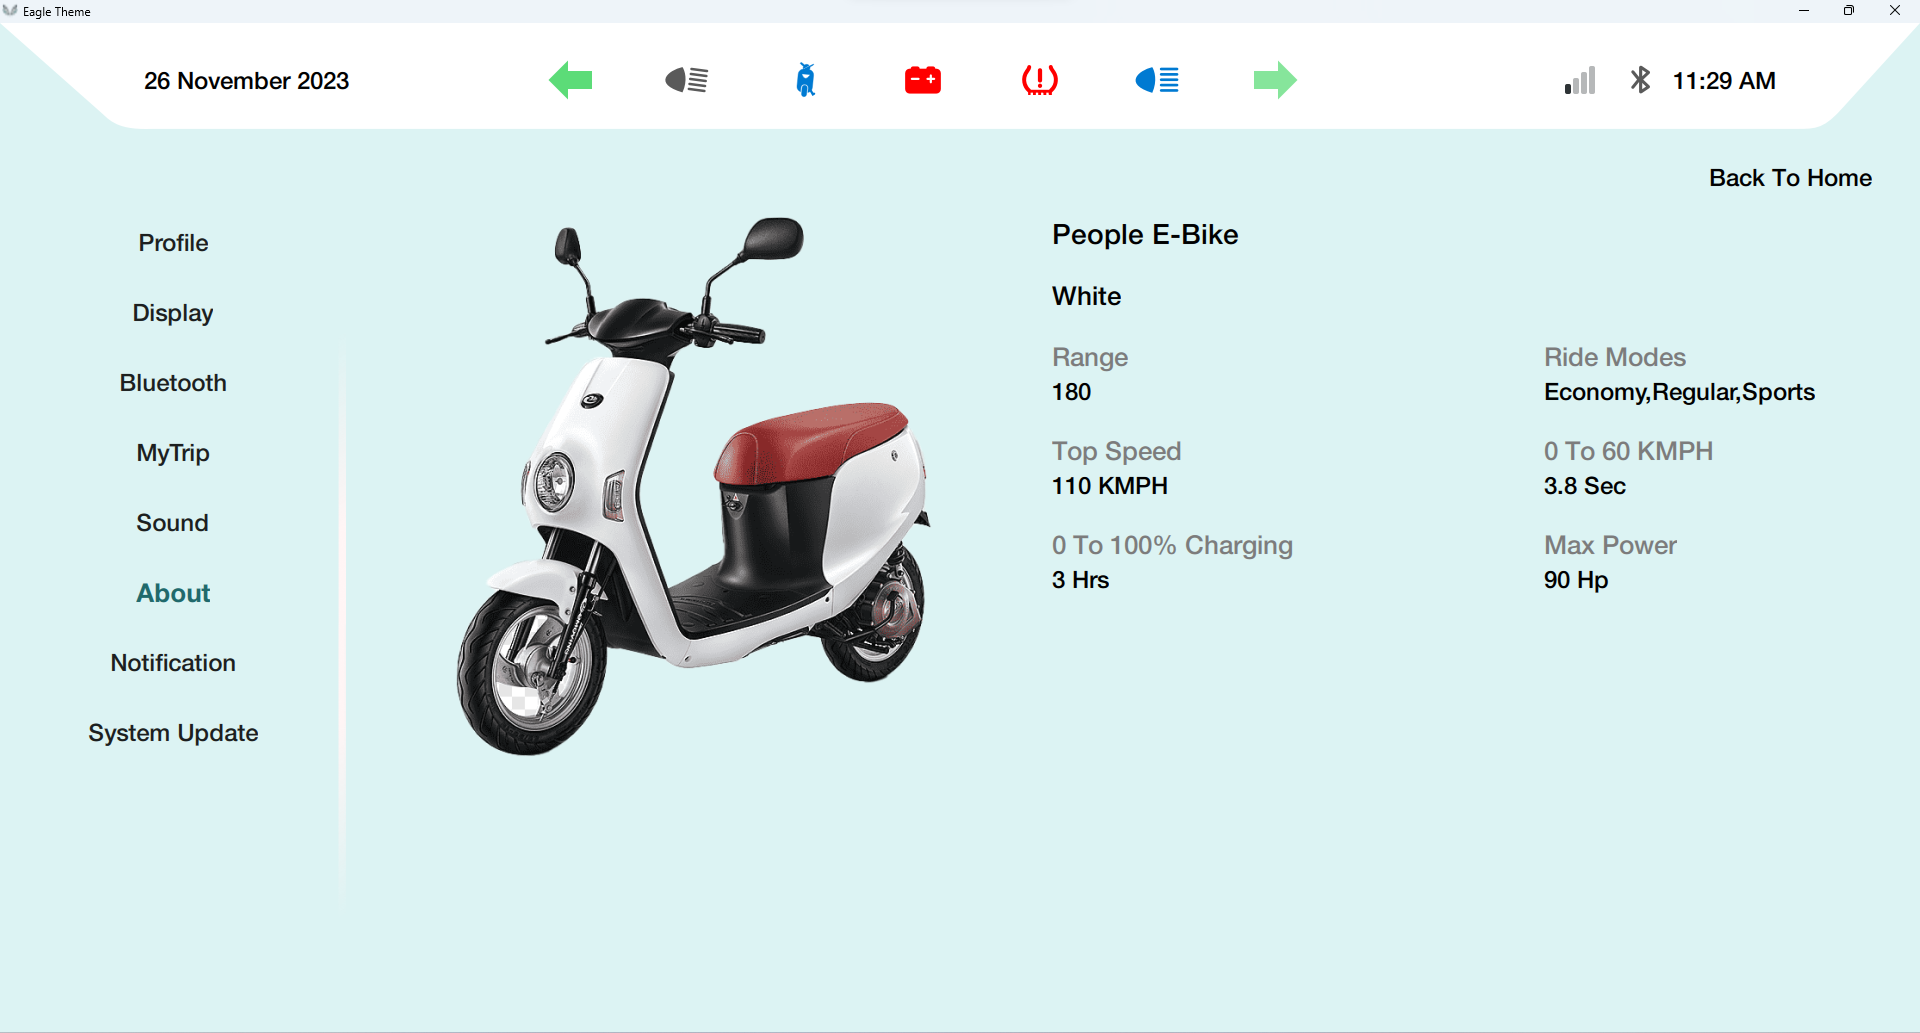 Eagle Theme
26 November 2023
11:29 AM
Back To Home
Profile
Display
Bluetooth
MyTrip
Sound
About
Notification
System Update
People E-Bike
White
Range
180
Ride Modes
Economy,Regular,Sports
Top Speed
110 KMPH
0 To 60 KMPH
3.8 Sec
0 To 100% Charging
3 Hrs
Max Power
90 Hp